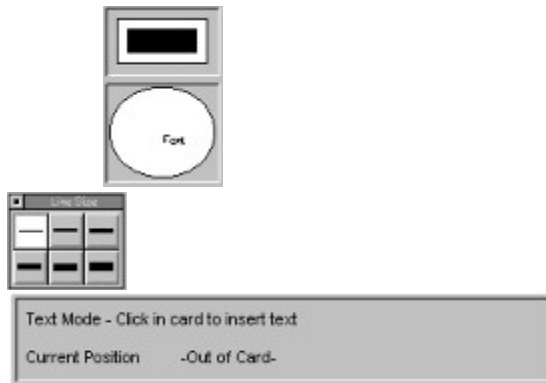 Font
Line Size
Text Mode - Click in card to insert text
Current Position -Out of Card-